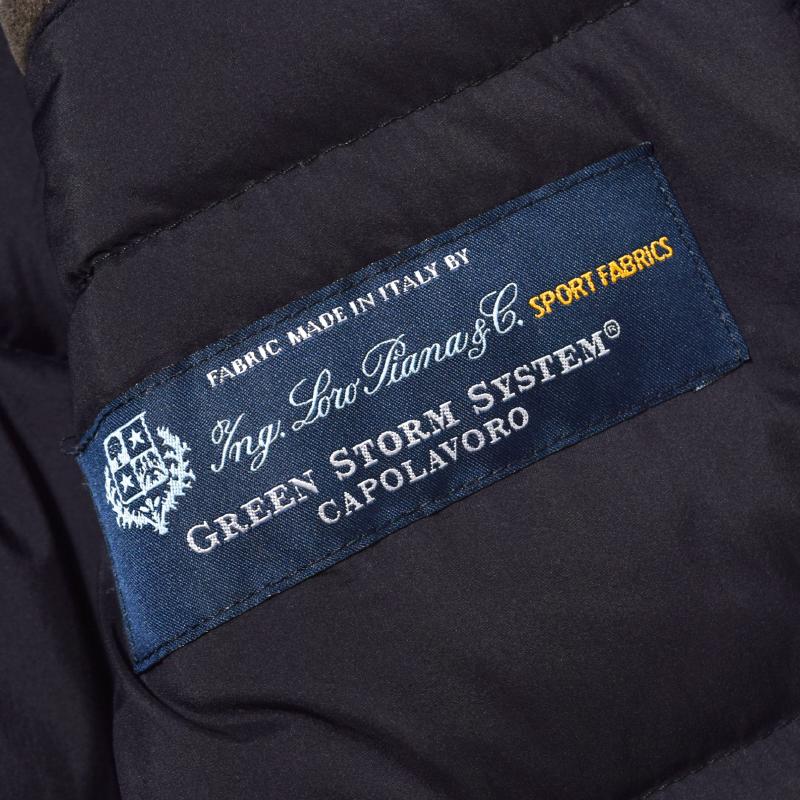 FABRIC MADE IN ITALY BY
Ing. Loro Piana & C. SPORT FABRICS
GREEN STORM SYSTEM®
CAPOLAVORO